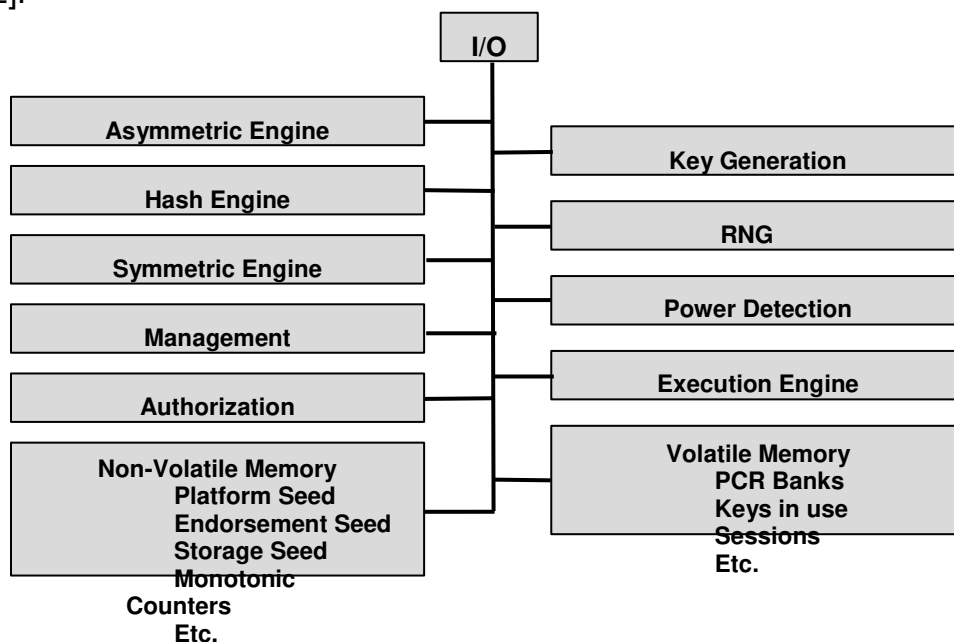 I/O
Asymmetric Engine
Hash Engine
Symmetric Engine
Management
Authorization
Non-Volatile Memory
Platform Seed
Endorsement Seed
Storage Seed
Monotonic
Counters
Etc.
Key Generation
RNG
Power Detection
Execution Engine
Volatile Memory
PCR Banks
Keys in use
Sessions
Etc.